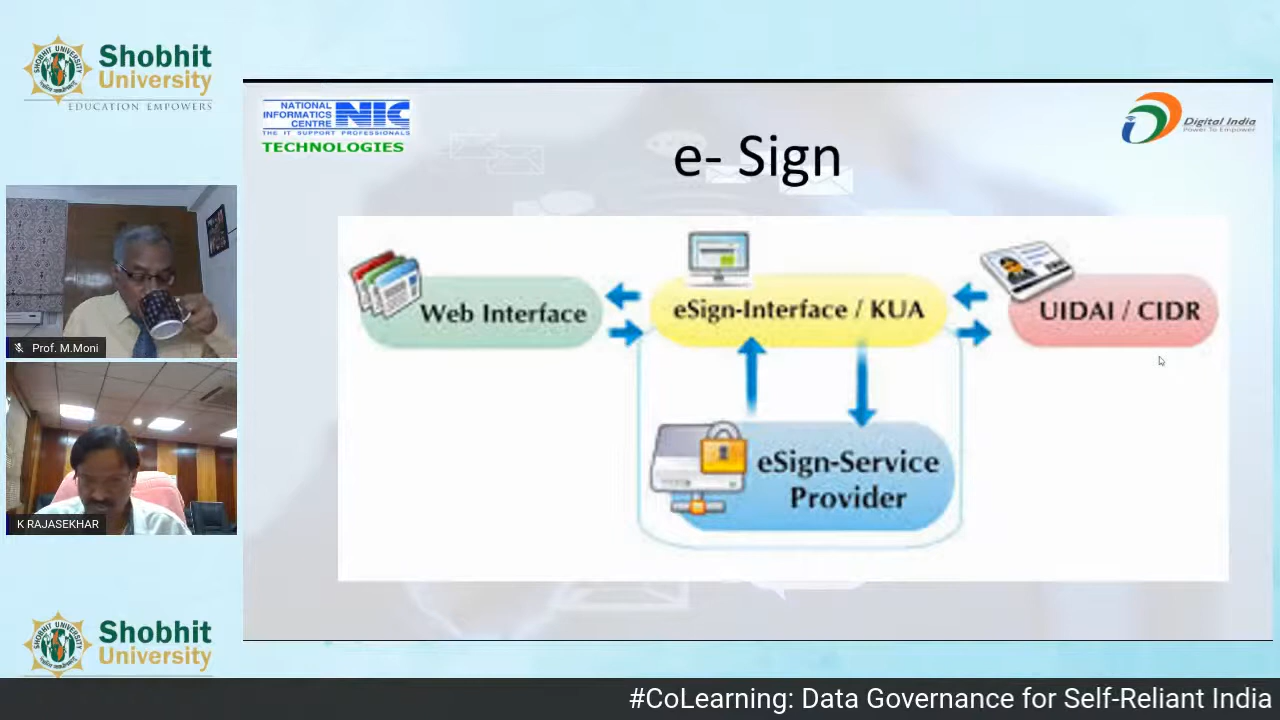 Shobhit
University
EDUCATION EMPOWERS
NATIONAL
INFORMATICS
CENTRE
NIC
THE IT SUPPORT PROFESSIONALS
TECHNOLOGIES
Digital India
Power To Empower
e- Sign
Web Interface
eSign-Interface / KUA
UIDAI / CIDR
eSign-Service
Provider
Prof. M.Moni
K RAJASEKHAR
Shobhit
University
#CoLearning: Data Governance for Self-Reliant India